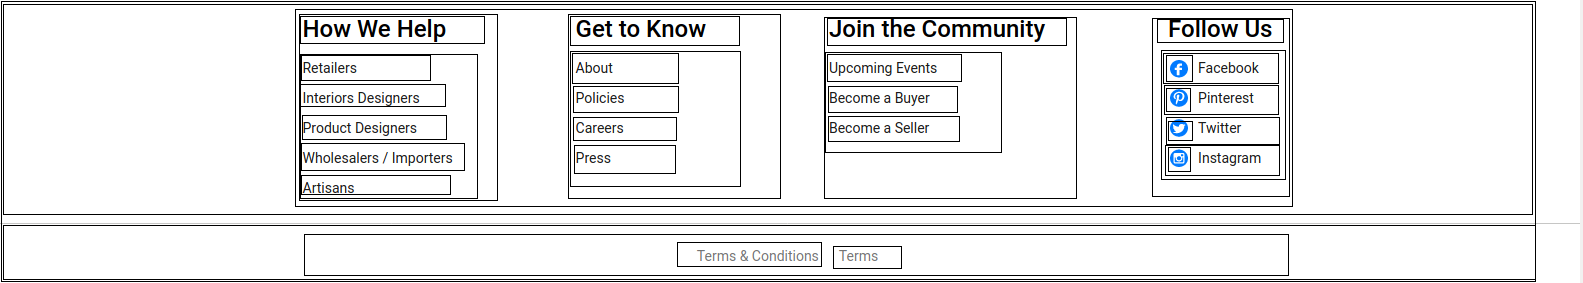 How We Help
Retailers
Interiors Designers
Product Designers
Wholesalers / Importers
Artisans
Get to Know
About
Policies
Careers
Press
Join the Community
Upcoming Events
Become a Buyer
Become a Seller
Follow Us
Facebook
Pinterest
Twitter
Instagram
Terms & Conditions
Terms